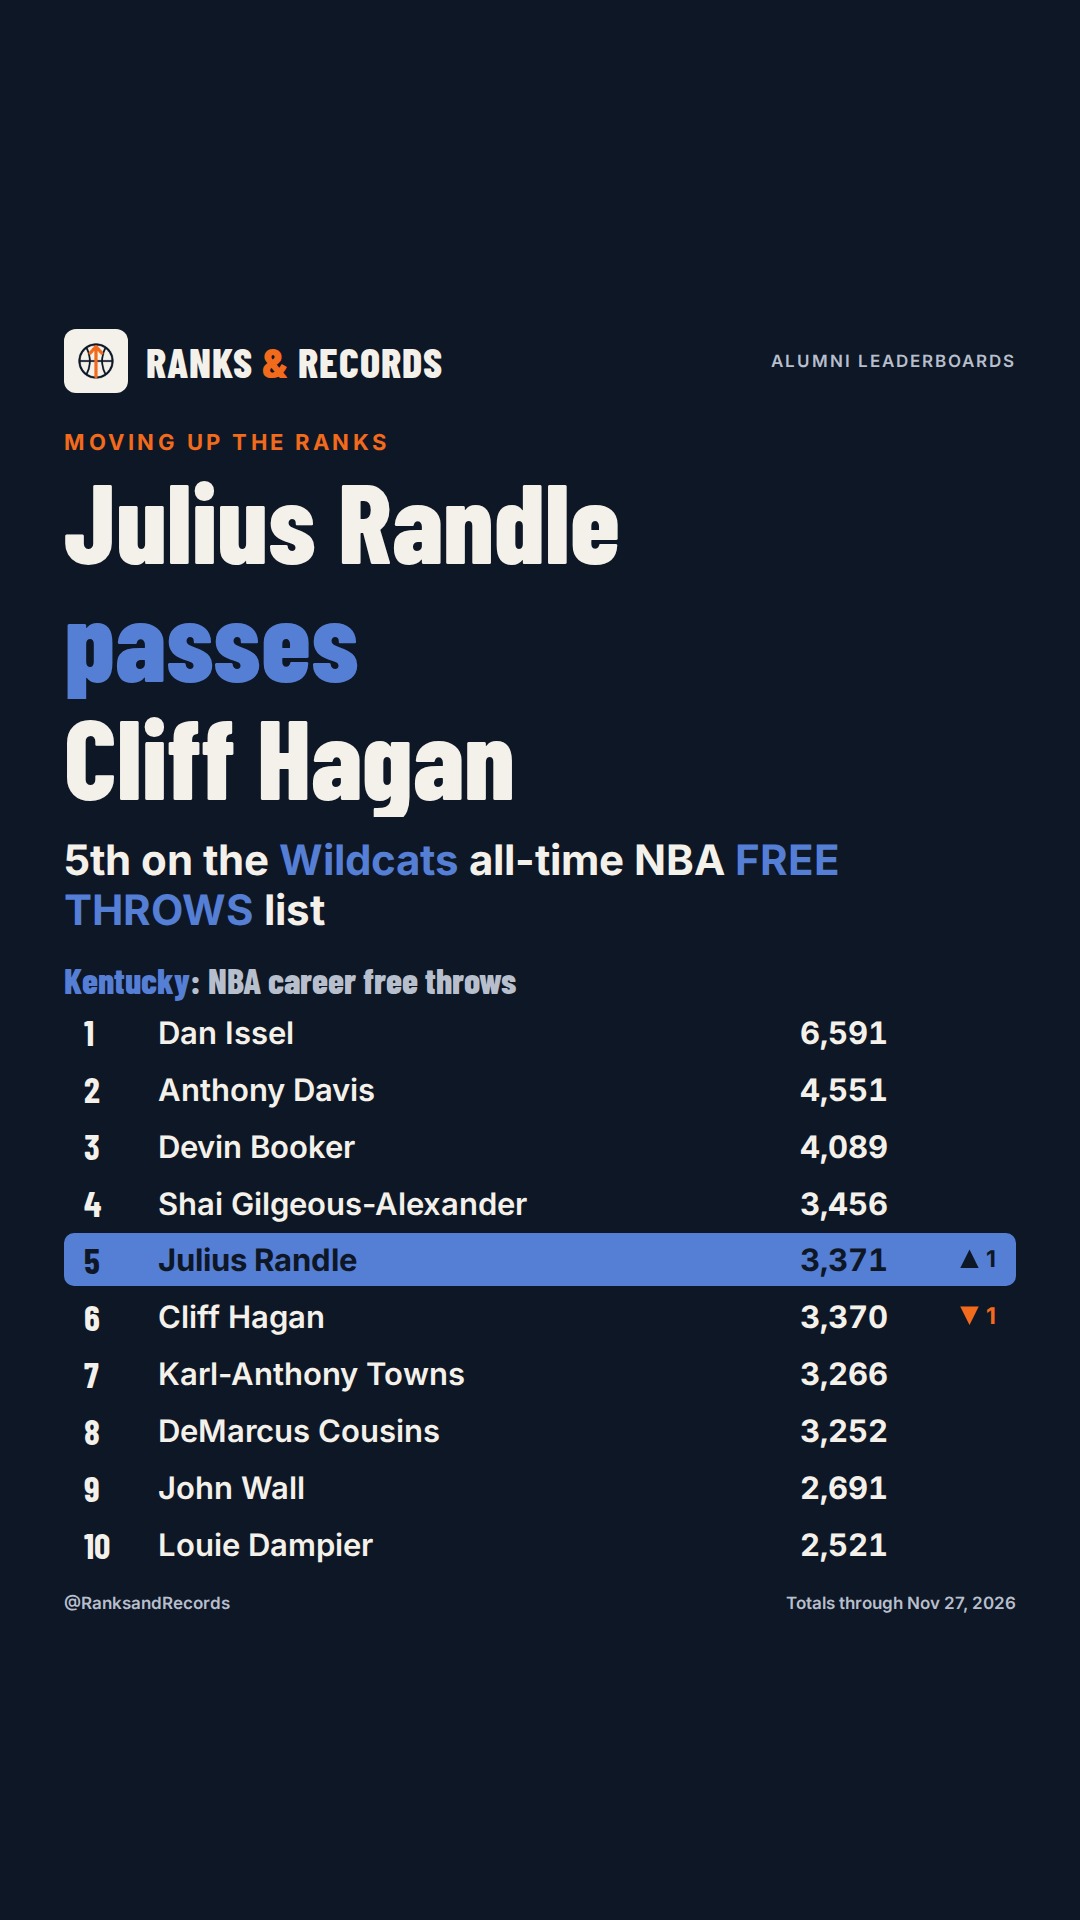 RANKS & RECORDS
ALUMNI LEADERBOARDS
MOVING UP THE RANKS
Julius Randle
passes
Cliff Hagan
5th on the Wildcats all-time NBA FREE
THROWS list
Kentucky: NBA career free throws
1 Dan Issel 6,591
2 Anthony Davis 4,551
3 Devin Booker 4,089
4 Shai Gilgeous-Alexander 3,456
5 Julius Randle 3,371 ▲ 1
6 Cliff Hagan 3,370 ▼ 1
7 Karl-Anthony Towns 3,266
8 DeMarcus Cousins 3,252
9 John Wall 2,691
10 Louie Dampier 2,521
@RanksandRecords
Totals through Nov 27, 2026